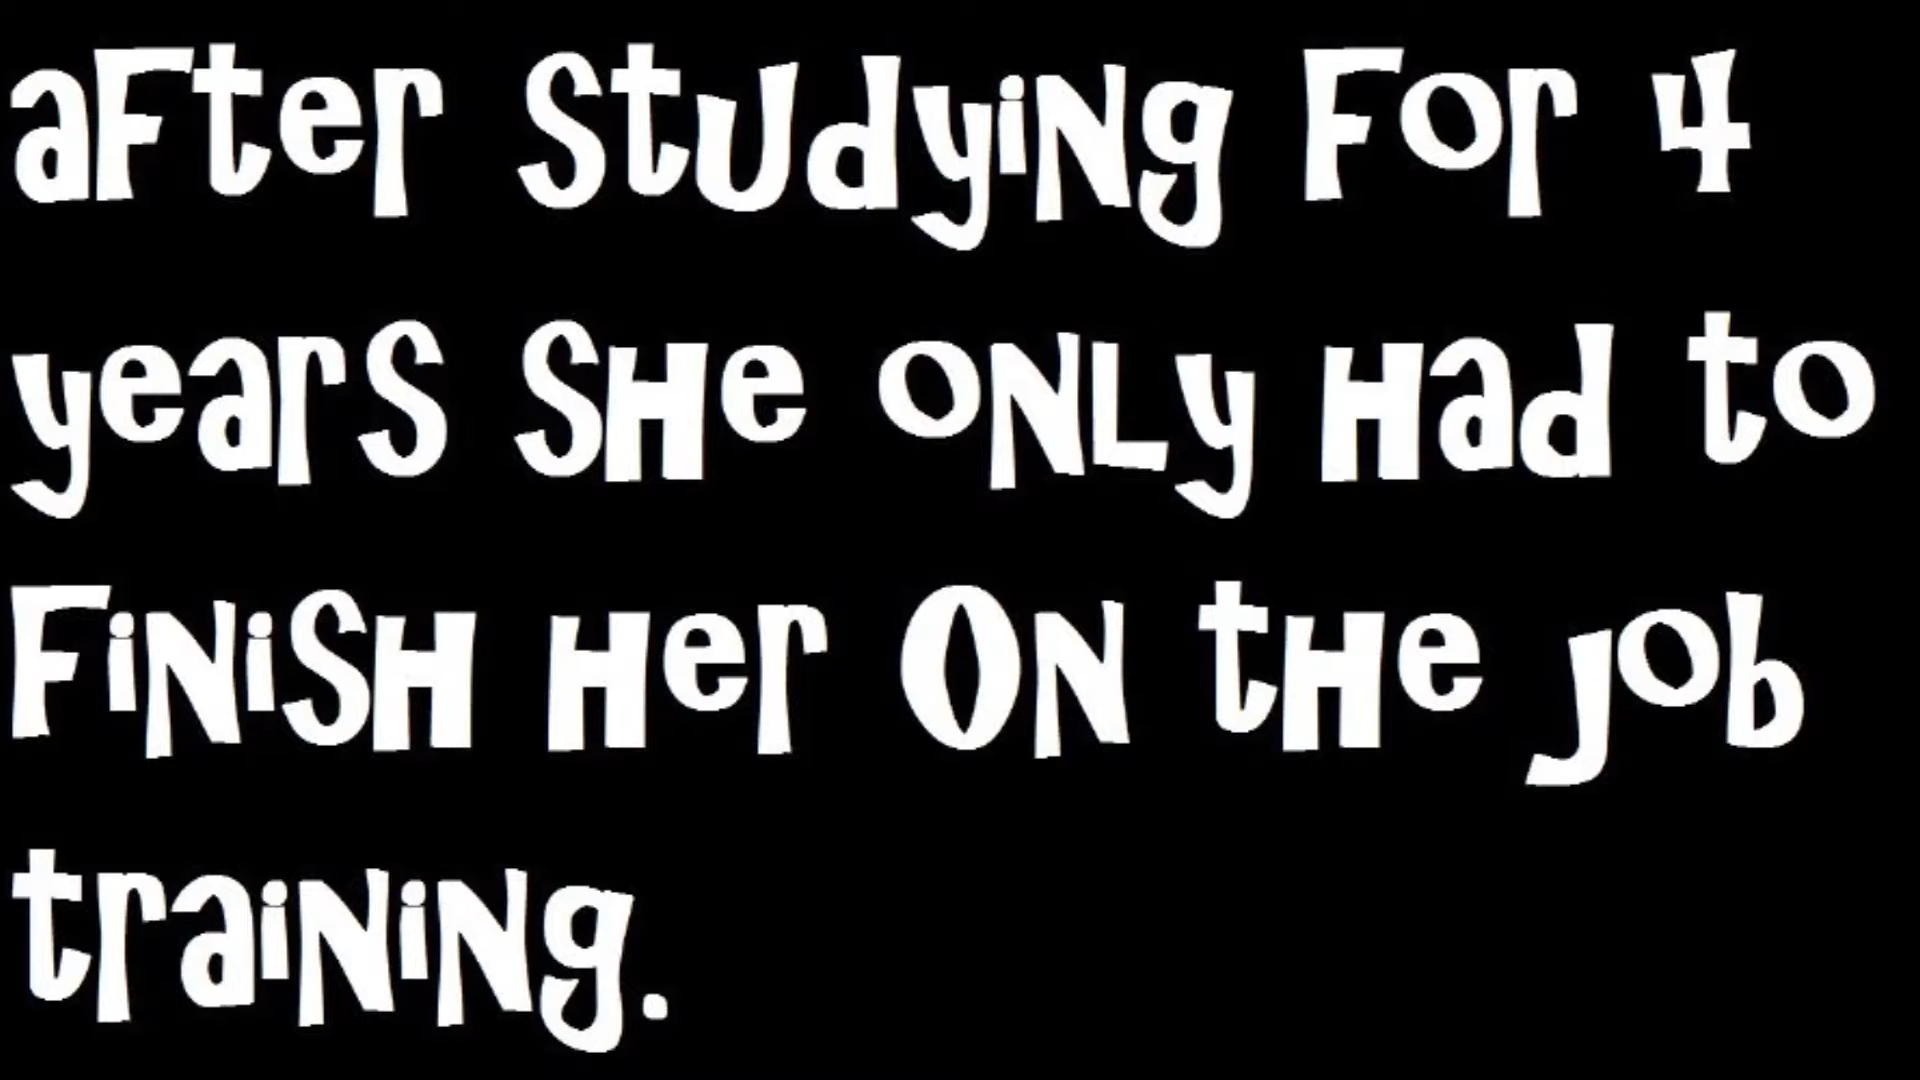 after studying for 4
years she only had to
finish her on the job
training.